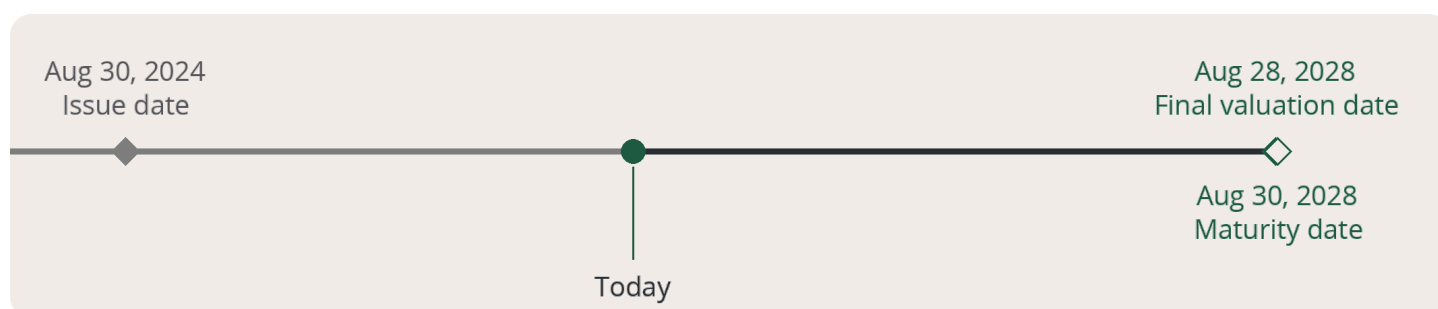 Aug 30, 2024
Issue date
Aug 28, 2028
Final valuation date
Aug 30, 2028
Maturity date
Today